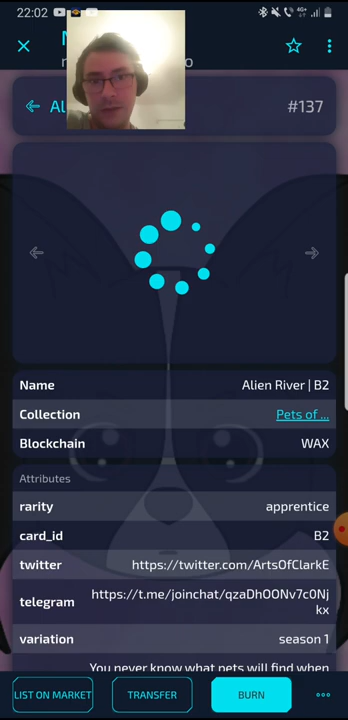 22:02 4G+
#137
Name Alien River | B2
Collection Pets of ...
Blockchain WAX
Attributes
rarity apprentice
card_id B2
twitter https://twitter.com/ArtsOfClarkE
telegram https://t.me/joinchat/qzaDhOONv7c0Nj
kx
variation season 1
You never know what pets will find when
LIST ON MARKET TRANSFER BURN